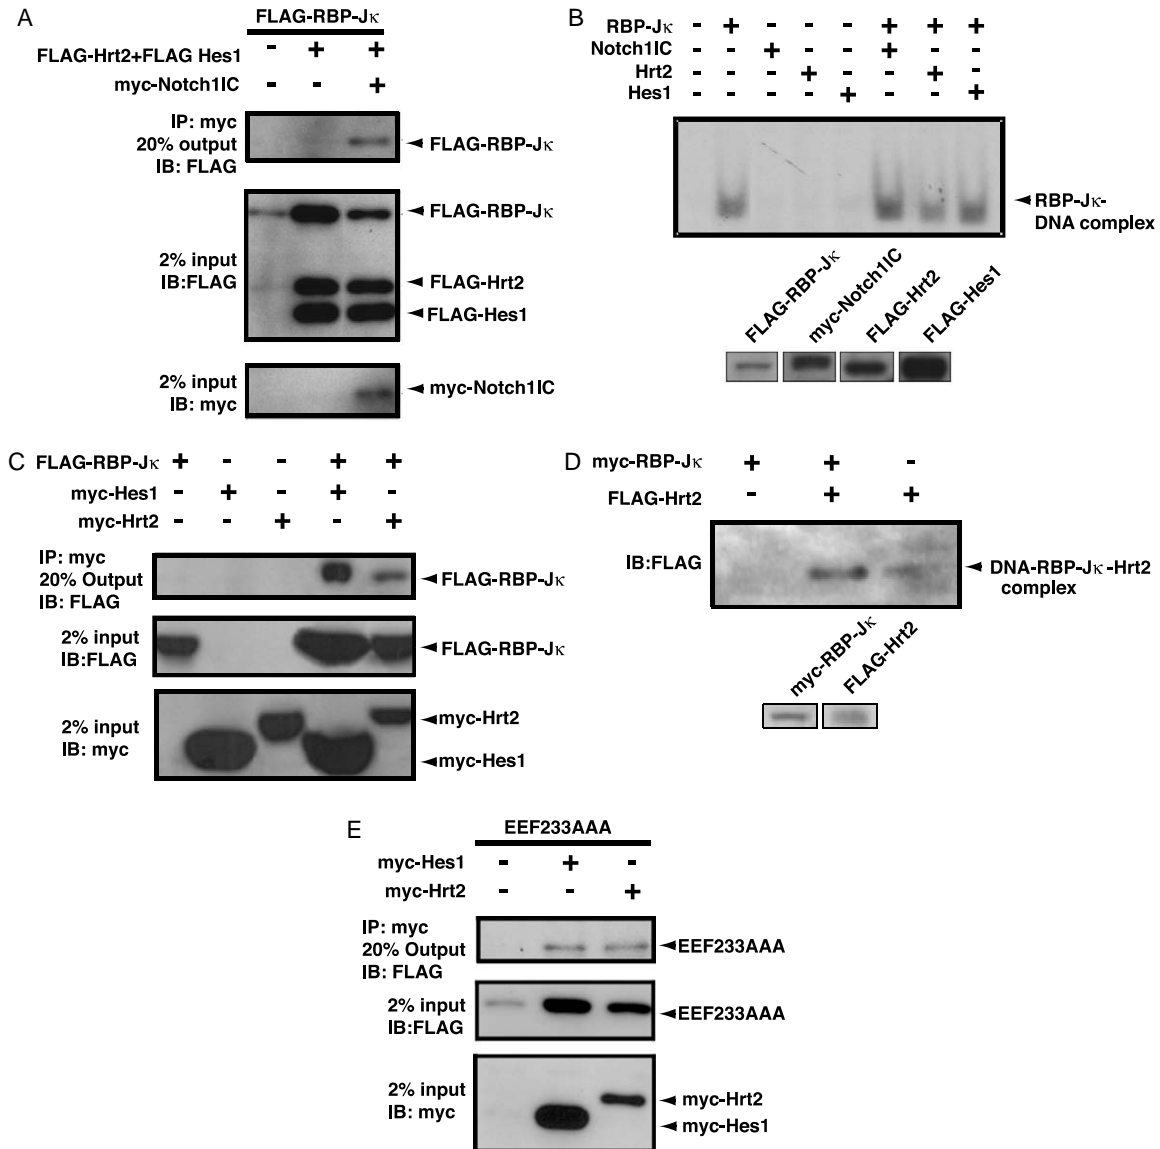 A
FLAG-RBP-Jκ
FLAG-Hrt2+FLAG Hes1 - + +
myc-Notch1IC - - +
IP: myc
20% output
IB: FLAG
FLAG-RBP-Jκ
2% input
IB:FLAG
FLAG-RBP-Jκ
FLAG-Hrt2
FLAG-Hes1
2% input
IB: myc
myc-Notch1IC
B
RBP-Jκ - + - - - + + +
Notch1IC - - + - - + - -
Hrt2 - - - + - - + -
Hes1 - - - - + - - +
RBP-Jκ-
DNA complex
FLAG-RBP-Jκ
myc-Notch1IC
FLAG-Hrt2
FLAG-Hes1
C
FLAG-RBP-Jκ + - - + +
myc-Hes1 - + - + -
myc-Hrt2 - - + - +
IP: myc
20% Output
IB: FLAG
FLAG-RBP-Jκ
2% input
IB:FLAG
FLAG-RBP-Jκ
2% input
IB: myc
myc-Hrt2
myc-Hes1
D
myc-RBP-Jκ + + -
FLAG-Hrt2 - + +
IB:FLAG
DNA-RBP-Jκ-Hrt2
complex
myc-RBP-Jκ
FLAG-Hrt2
E
EEF233AAA
myc-Hes1 - + -
myc-Hrt2 - - +
IP: myc
20% Output
IB: FLAG
EEF233AAA
2% input
IB:FLAG
EEF233AAA
2% input
IB: myc
myc-Hrt2
myc-Hes1